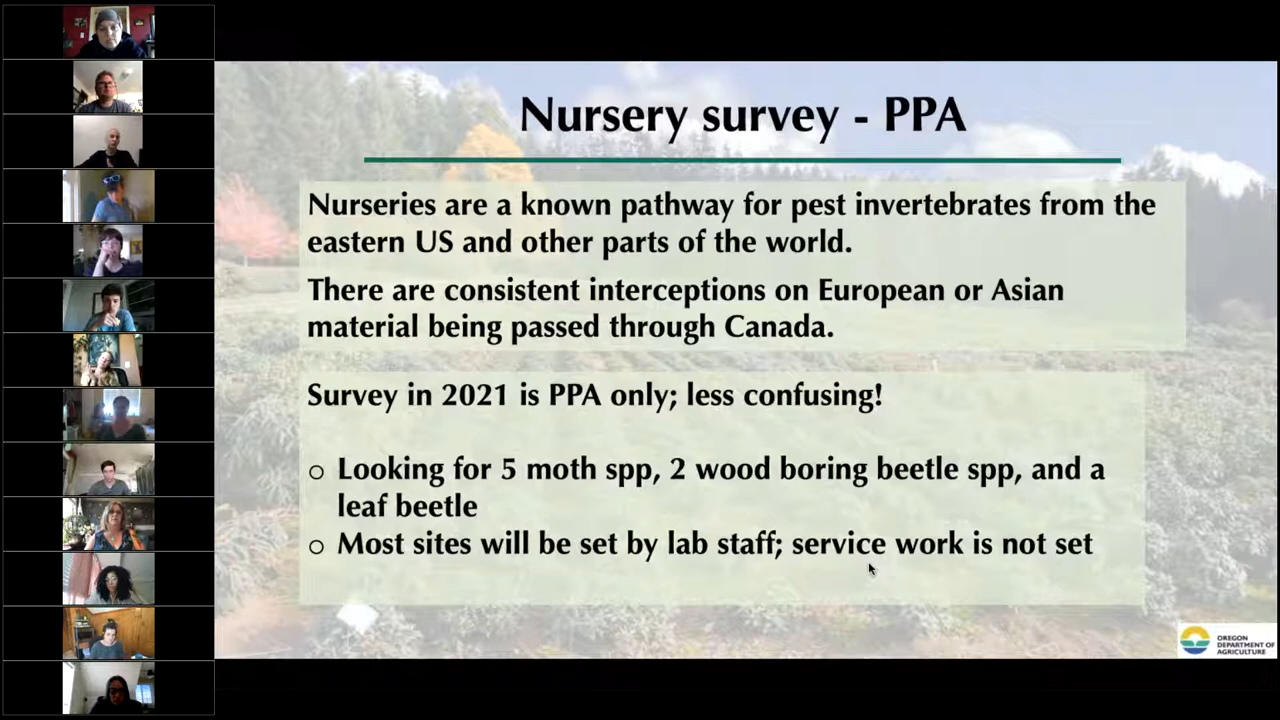 Nursery survey - PPA
Nurseries are a known pathway for pest invertebrates from the
eastern US and other parts of the world.
There are consistent interceptions on European or Asian
material being passed through Canada.
Survey in 2021 is PPA only; less confusing!
○ Looking for 5 moth spp, 2 wood boring beetle spp, and a
leaf beetle
○ Most sites will be set by lab staff; service work is not set
OREGON
DEPARTMENT OF
AGRICULTURE